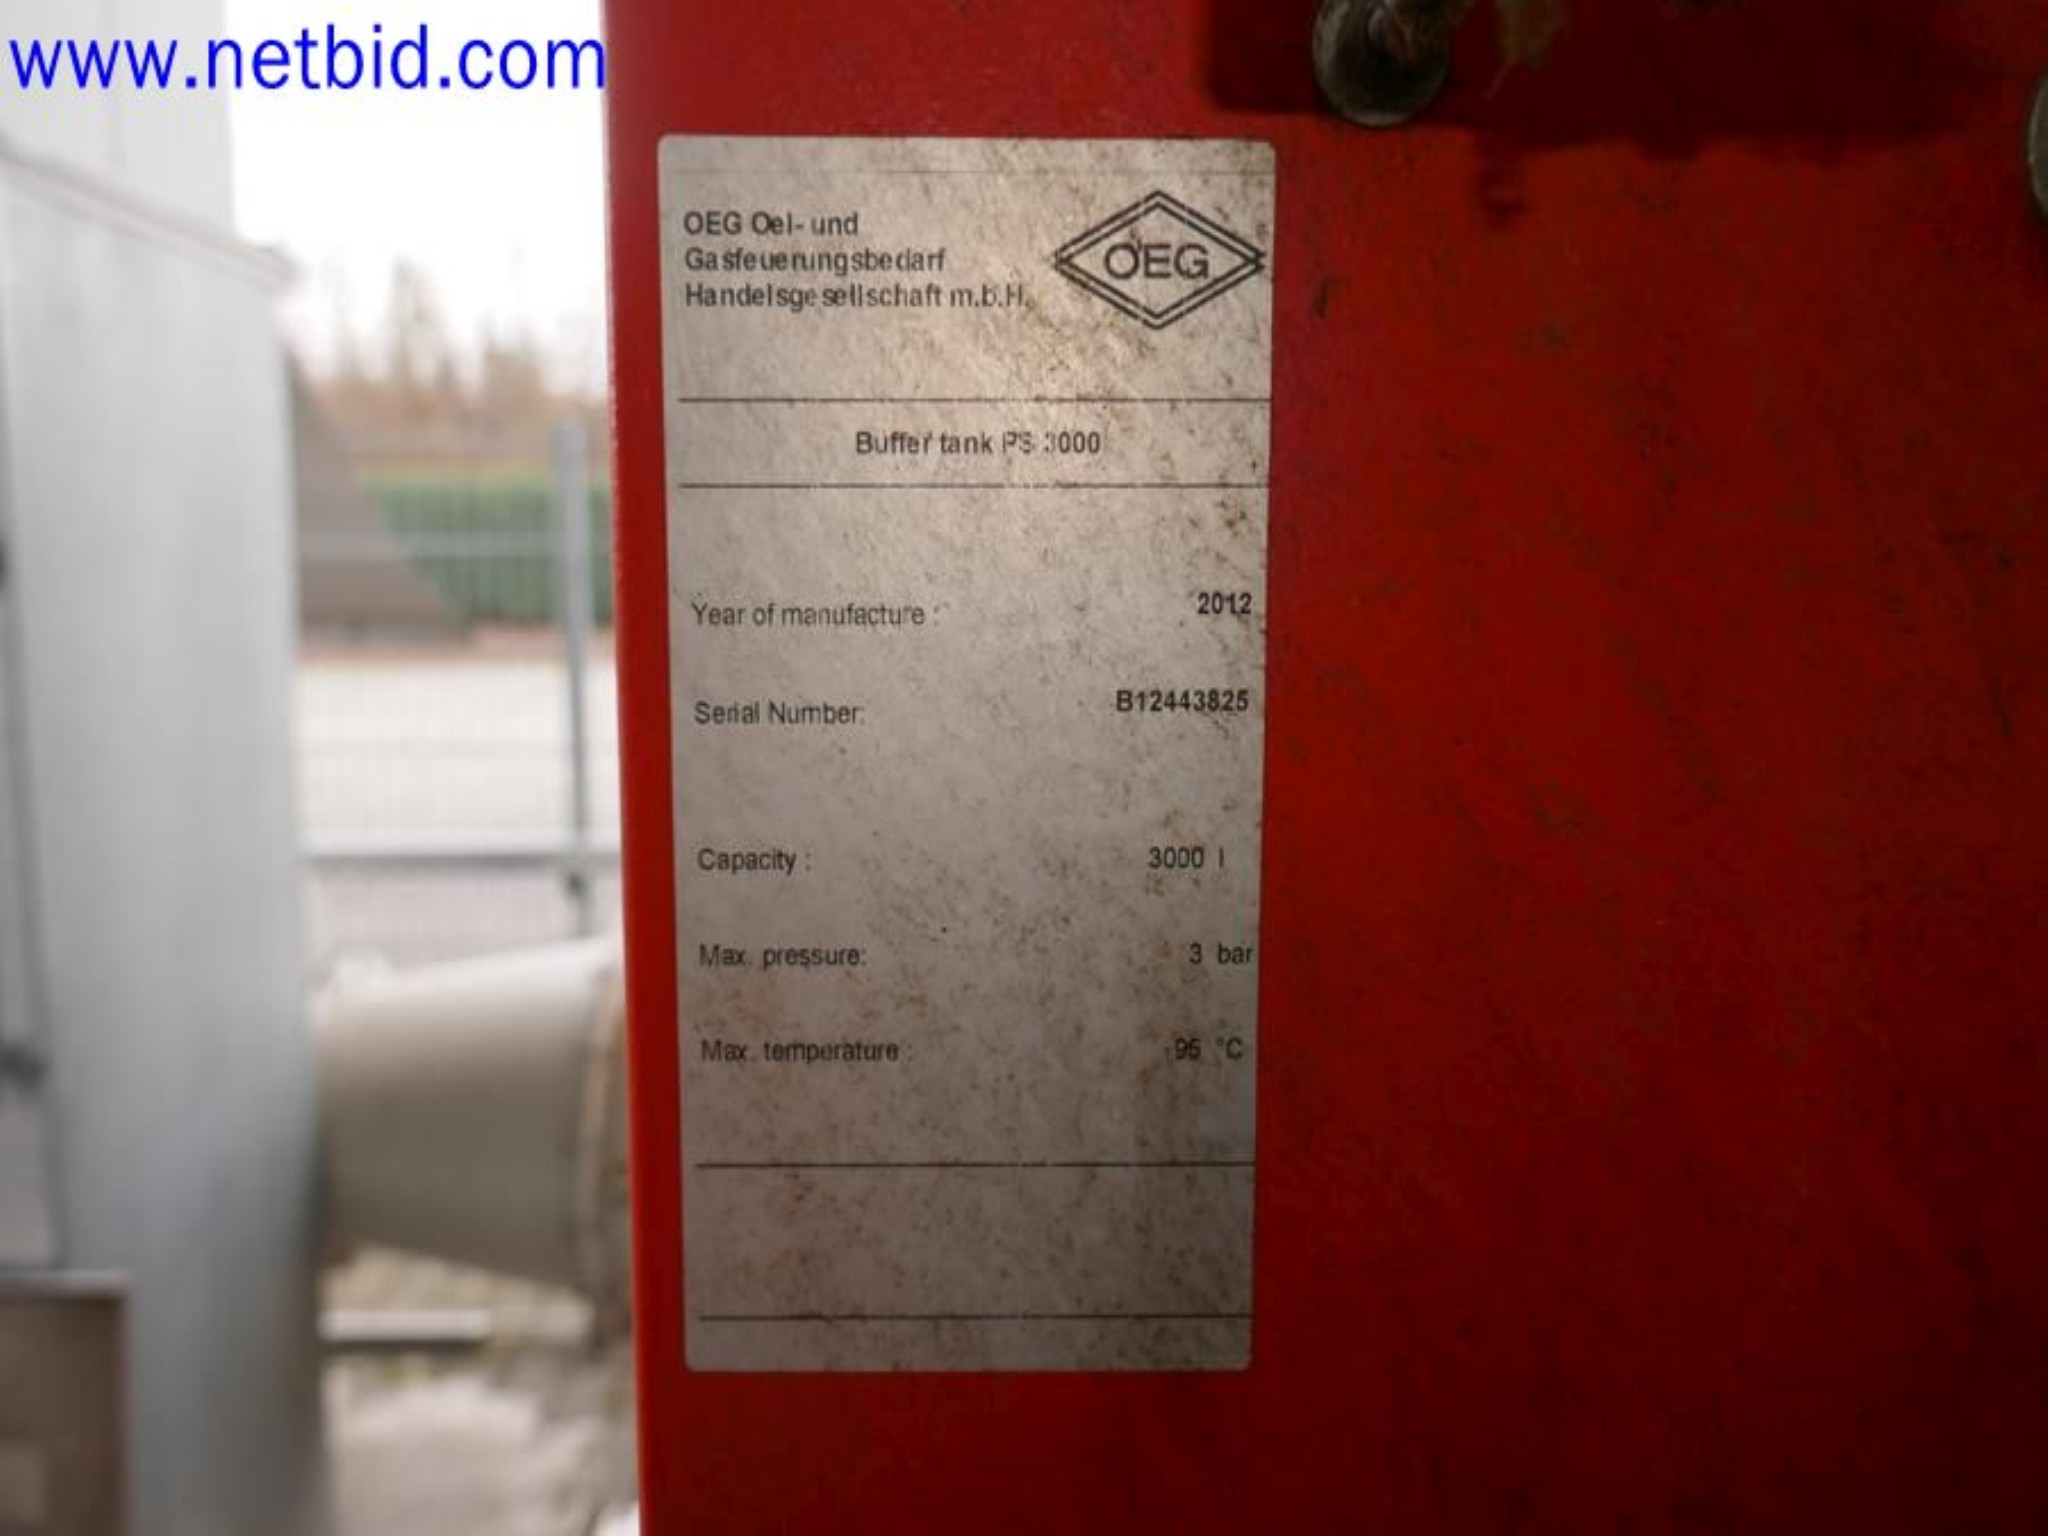 www.netbid.com
OEG Oel- und
Gasfeuerungsbedarf
Handelsgesellschaft m.b.H.
OEG
Buffer tank PS 3000
Year of manufacture : 2012
Serial Number: B12443825
Capacity : 3000 l
Max. pressure: 3 bar
Max. temperature : 95 °C